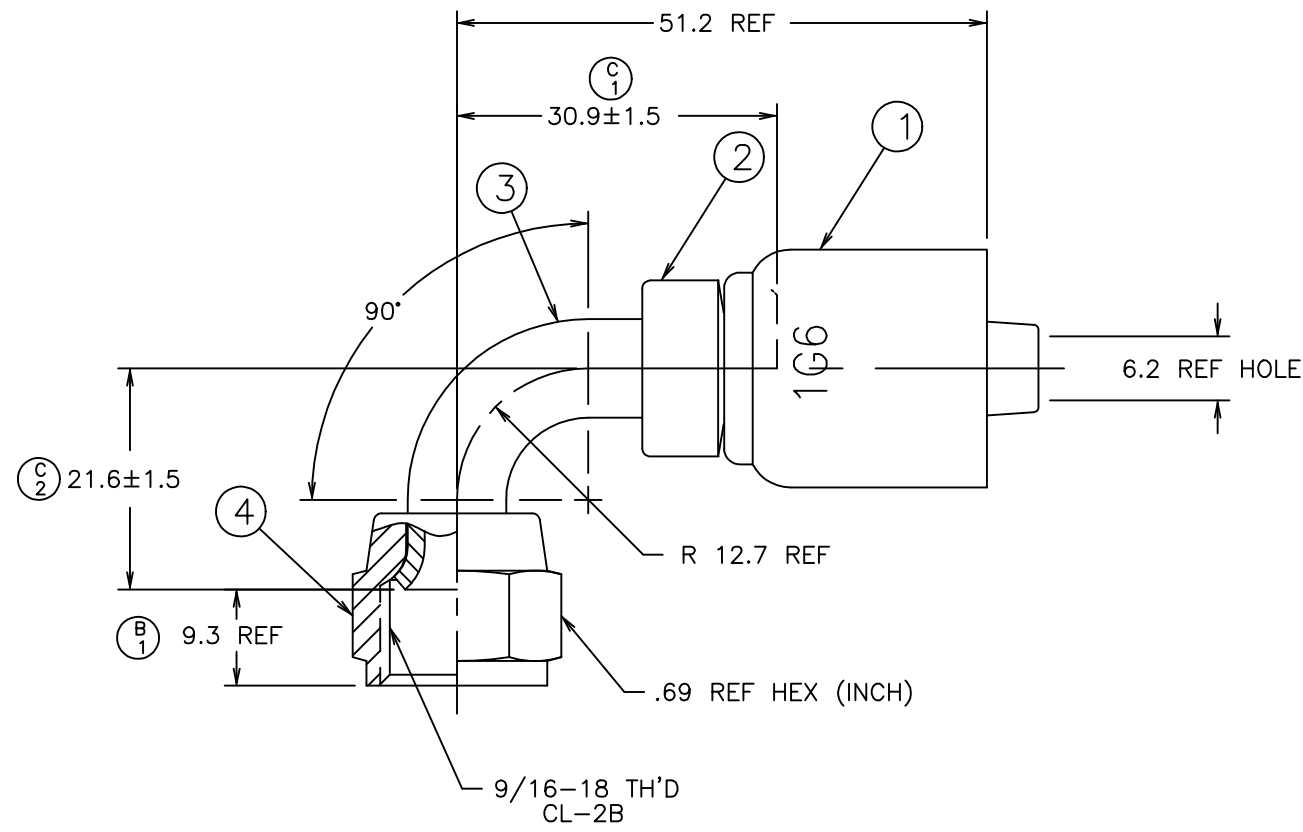 51.2 REF
C
1
30.9±1.5
1
2
3
90°
1G6
6.2 REF HOLE
C
2
21.6±1.5
4
R 12.7 REF
B
1
9.3 REF
.69 REF HEX (INCH)
9/16-18 TH'D
CL-2B